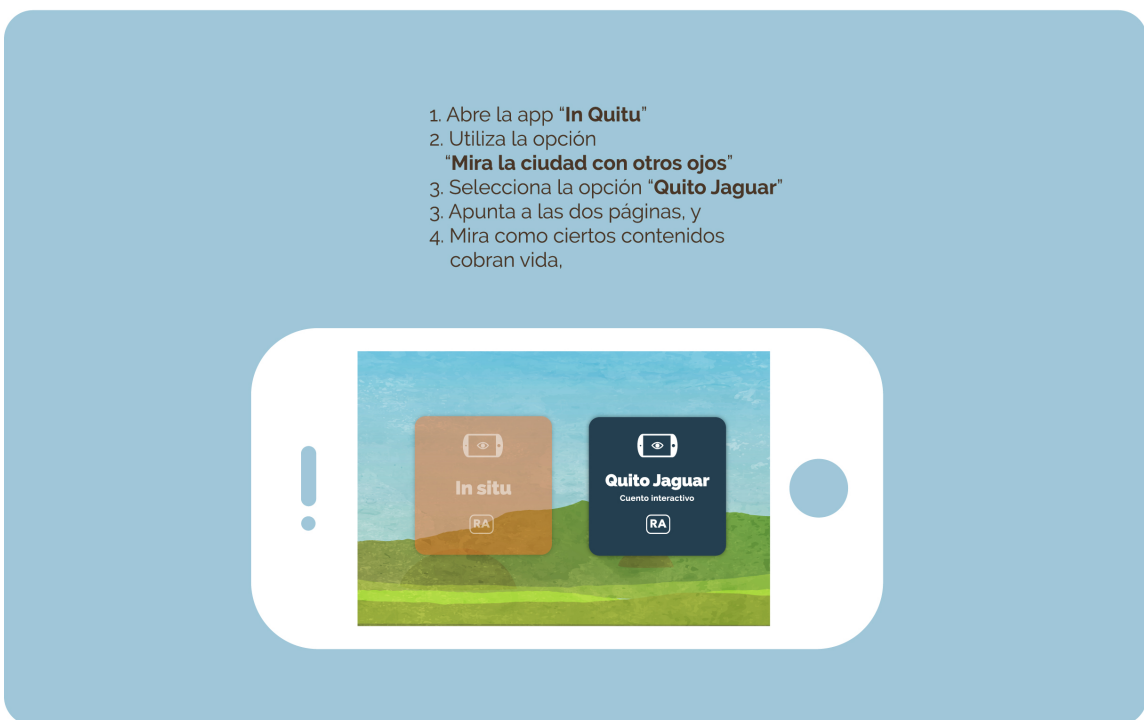 1. Abre la app “In Quitu”
2. Utiliza la opción
“Mira la ciudad con otros ojos”
3. Selecciona la opción “Quito Jaguar”
3. Apunta a las dos páginas, y
4. Mira como ciertos contenidos
cobran vida,
In situ
RA
Quito Jaguar
Cuento interactivo
RA